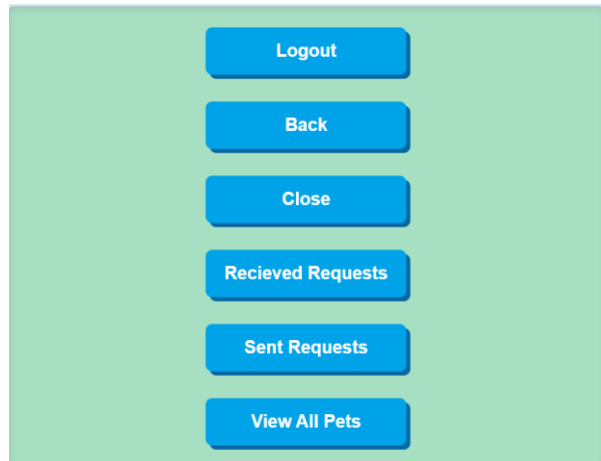 Logout
Back
Close
Recieved Requests
Sent Requests
View All Pets